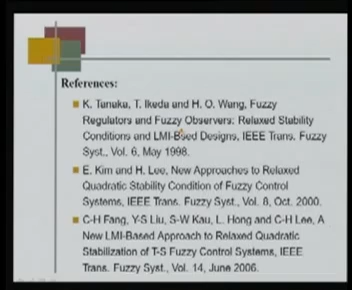 References:
K. Tanaka, T. Ikeda and H. O. Wang, Fuzzy
Regulators and Fuzzy Observers: Relaxed Stability
Conditions and LMI-Based Designs, IEEE Trans. Fuzzy
Syst., Vol. 6, May 1998.
E. Kim and H. Lee, New Approaches to Relaxed
Quadratic Stability Condition of Fuzzy Control
Systems, IEEE Trans. Fuzzy Syst., Vol. 8, Oct. 2000.
C-H Fang, Y-S Liu, S-W Kau, L. Hong and C-H Lee, A
New LMI-Based Approach to Relaxed Quadratic
Stabilization of T-S Fuzzy Control Systems, IEEE
Trans. Fuzzy Syst., Vol. 14, June 2006.